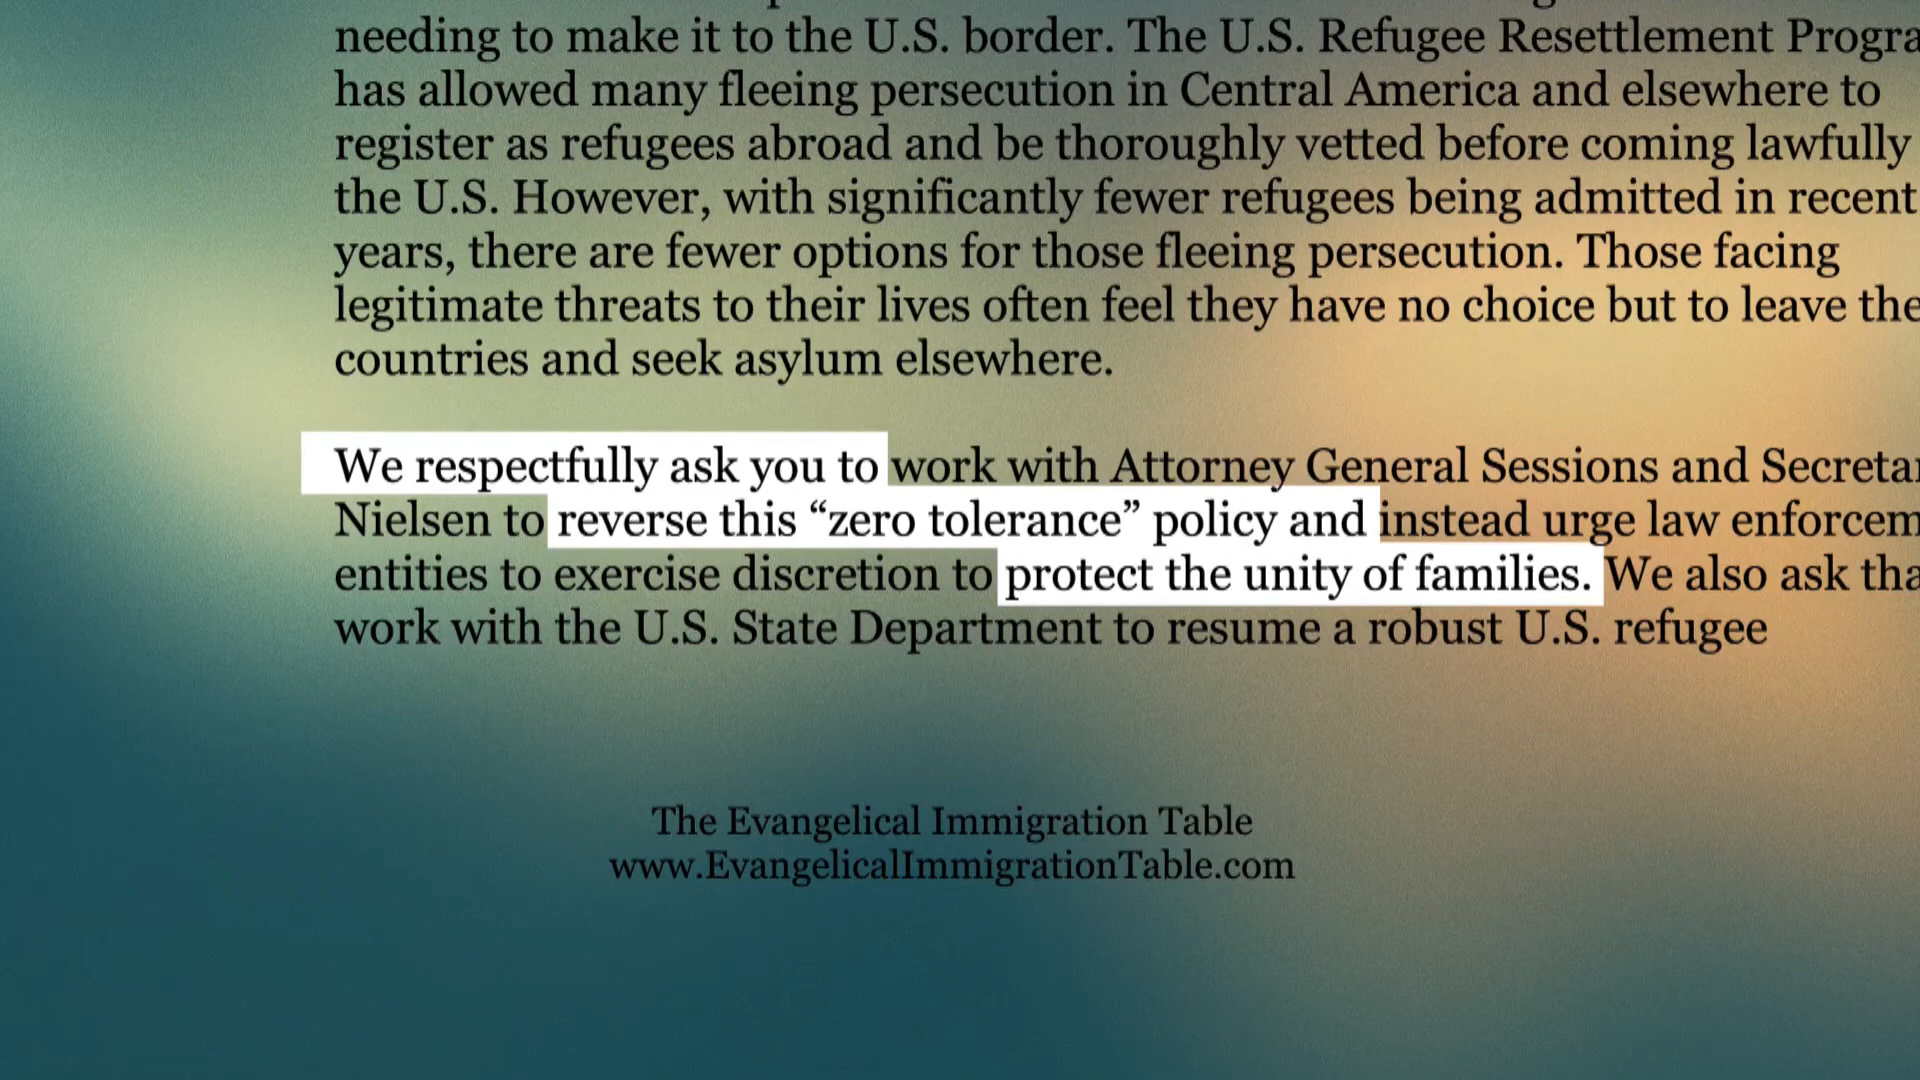 needing to make it to the U.S. border. The U.S. Refugee Resettlement Progra
has allowed many fleeing persecution in Central America and elsewhere to
register as refugees abroad and be thoroughly vetted before coming lawfully
the U.S. However, with significantly fewer refugees being admitted in recent
years, there are fewer options for those fleeing persecution. Those facing
legitimate threats to their lives often feel they have no choice but to leave the
countries and seek asylum elsewhere.
We respectfully ask you to work with Attorney General Sessions and Secreta
Nielsen to reverse this “zero tolerance” policy and instead urge law enforcem
entities to exercise discretion to protect the unity of families. We also ask tha
work with the U.S. State Department to resume a robust U.S. refugee
The Evangelical Immigration Table
www.EvangelicalImmigrationTable.com